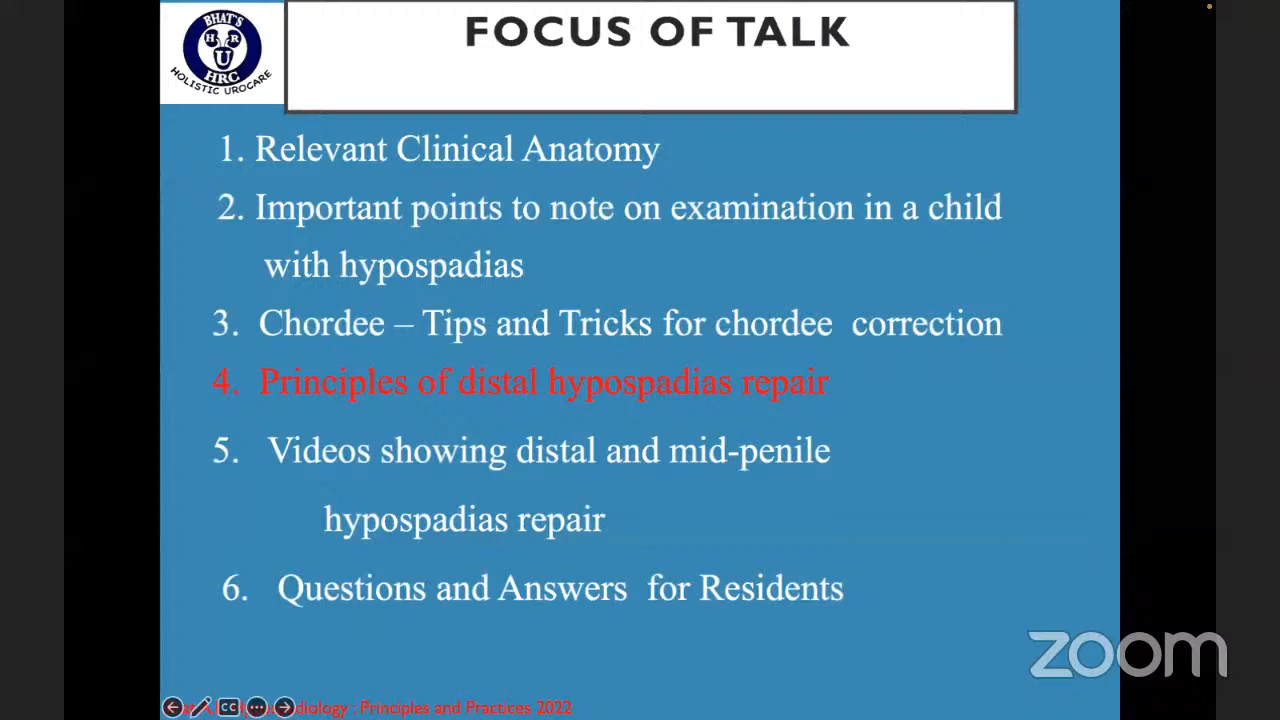 BHAT'S
H R
U
HRC
HOLISTIC UROCARE
FOCUS OF TALK
1. Relevant Clinical Anatomy
2. Important points to note on examination in a child
with hypospadias
3. Chordee – Tips and Tricks for chordee correction
4. Principles of distal hypospadias repair
5. Videos showing distal and mid-penile
hypospadias repair
6. Questions and Answers for Residents
zoom
CC
: Principles and Practices 2022